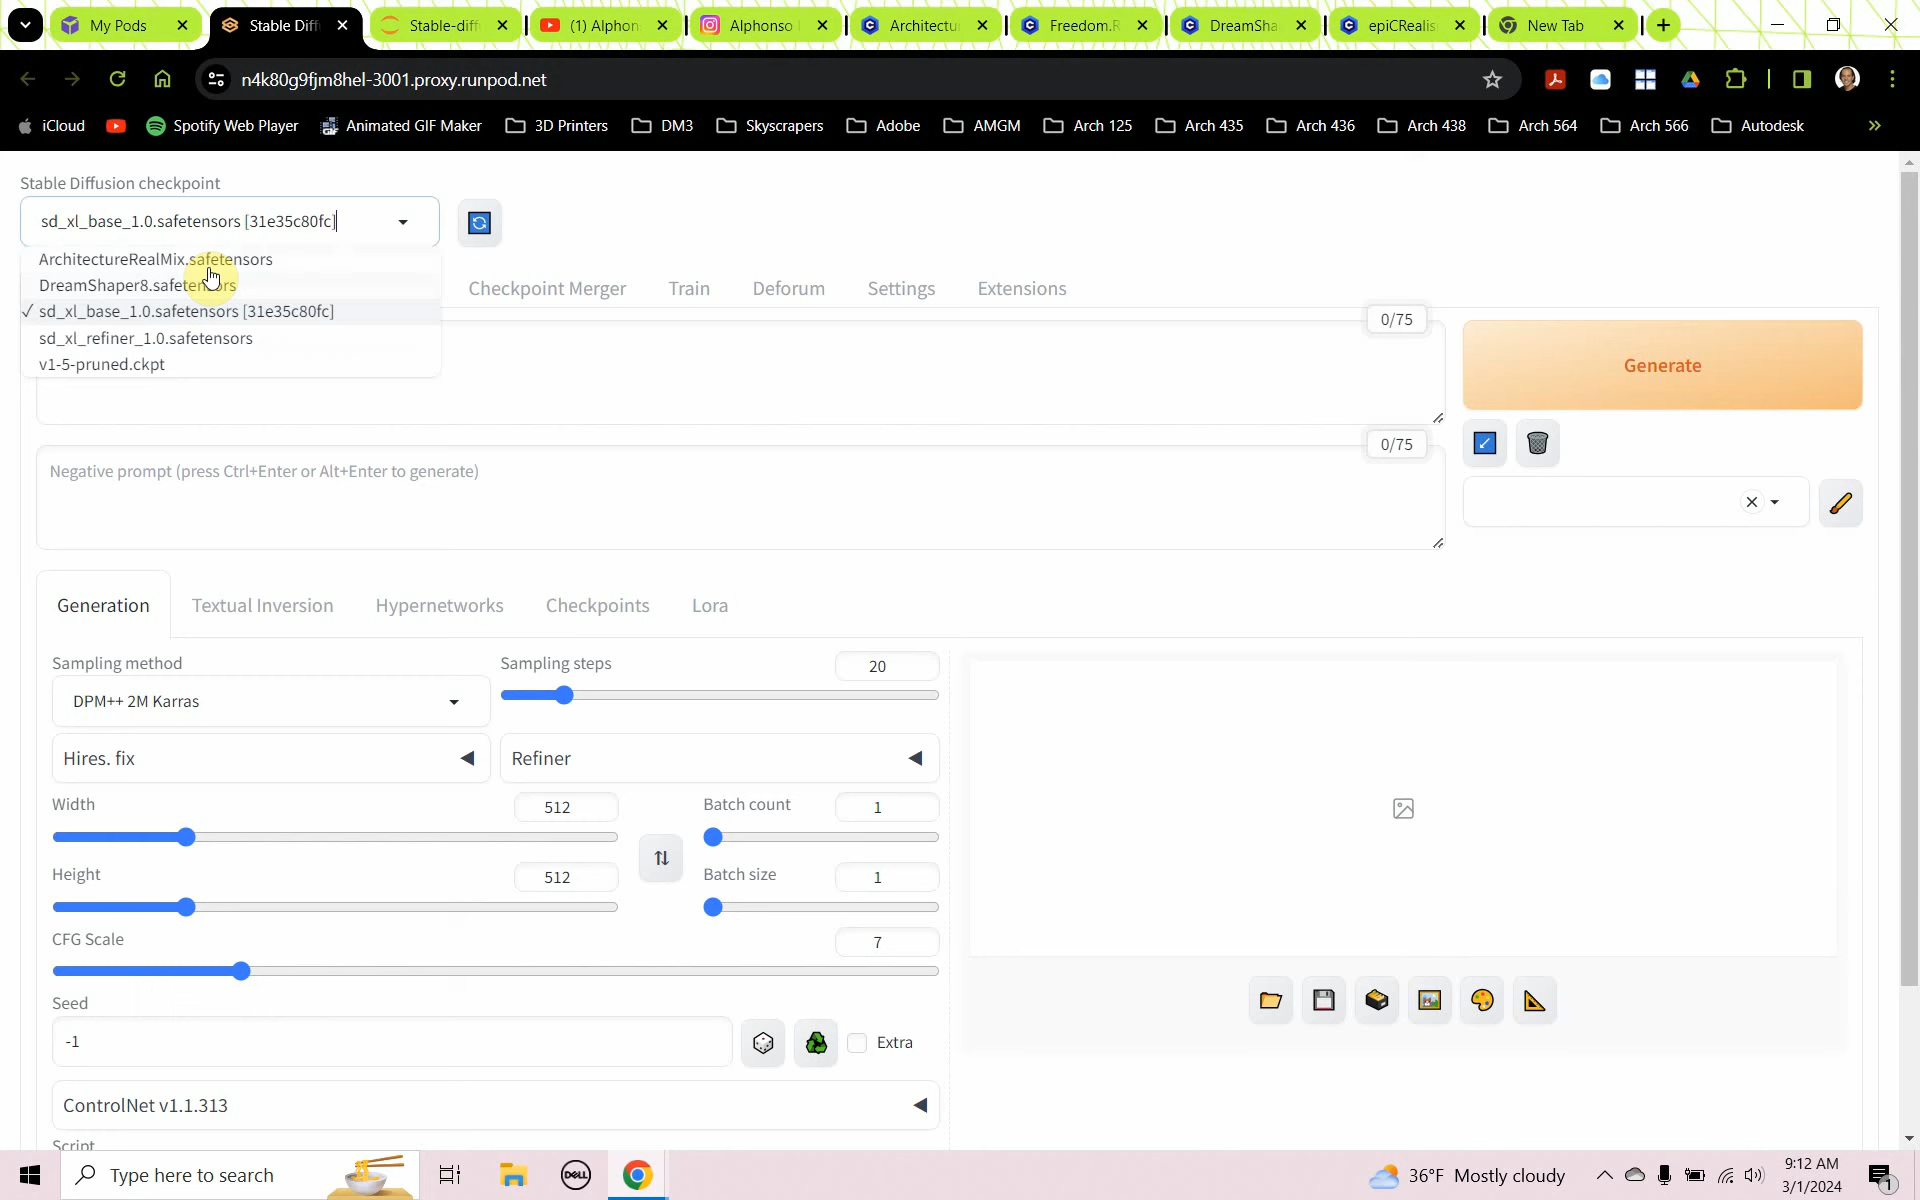 My Pods
Stable Diff
Stable-diff
(1) Alphon
Alphonso
Architectu
Freedom.R
DreamSha
epiCRealis
New Tab
n4k80g9fjm8hel-3001.proxy.runpod.net
iCloud
Spotify Web Player
Animated GIF Maker
3D Printers
DM3
Skyscrapers
Adobe
AMGM
Arch 125
Arch 435
Arch 436
Arch 438
Arch 564
Arch 566
Autodesk
»
Stable Diffusion checkpoint
sd_xl_base_1.0.safetensors [31e35c80fc]
ArchitectureRealMix.safetensors
DreamShaper8.safetensors
✓ sd_xl_base_1.0.safetensors [31e35c80fc]
sd_xl_refiner_1.0.safetensors
v1-5-pruned.ckpt
Checkpoint Merger
Train
Deforum
Settings
Extensions
0/75
Generate
0/75
Negative prompt (press Ctrl+Enter or Alt+Enter to generate)
Generation
Textual Inversion
Hypernetworks
Checkpoints
Lora
Sampling method
DPM++ 2M Karras
Sampling steps
20
Hires. fix
Refiner
Width
512
Batch count
1
Height
512
Batch size
1
CFG Scale
7
Seed
-1
Extra
ControlNet v1.1.313
Script
Type here to search
DELL
36°F Mostly cloudy
9:12 AM
3/1/2024
1